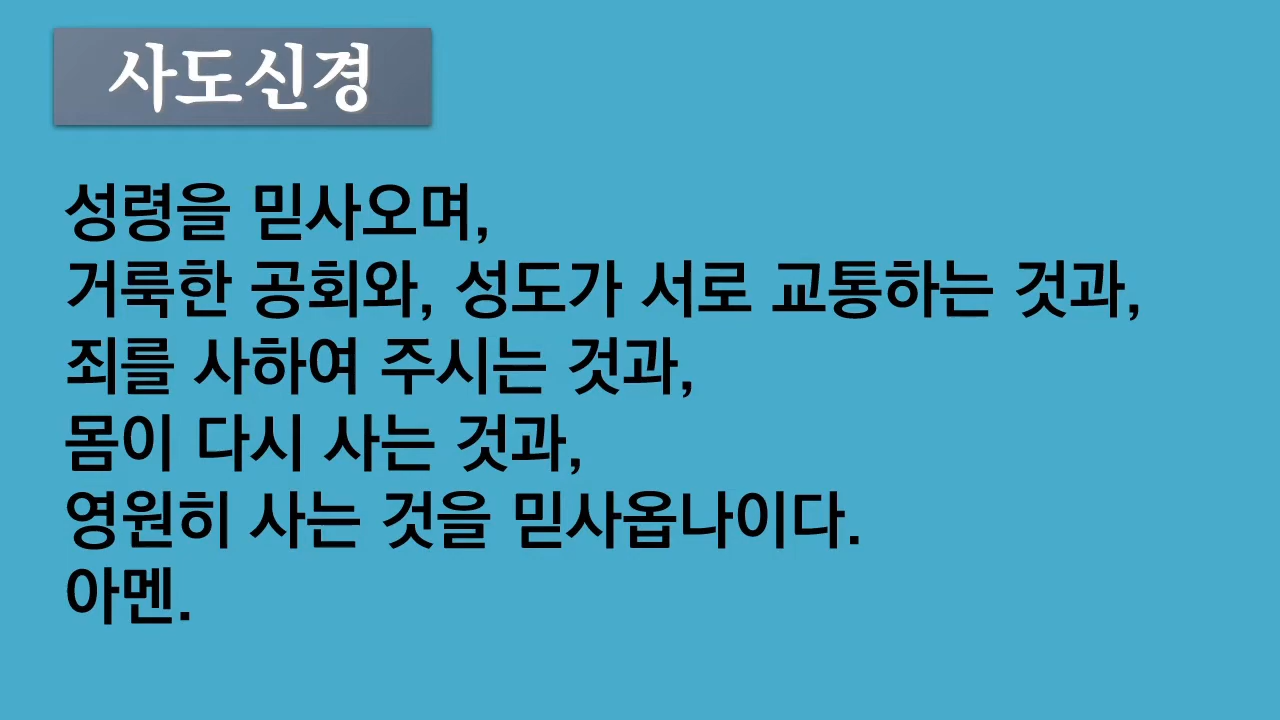 사도신경
성령을 믿사오며,
거룩한 공회와, 성도가 서로 교통하는 것과,
죄를 사하여 주시는 것과,
몸이 다시 사는 것과,
영원히 사는 것을 믿사옵나이다.
아멘.